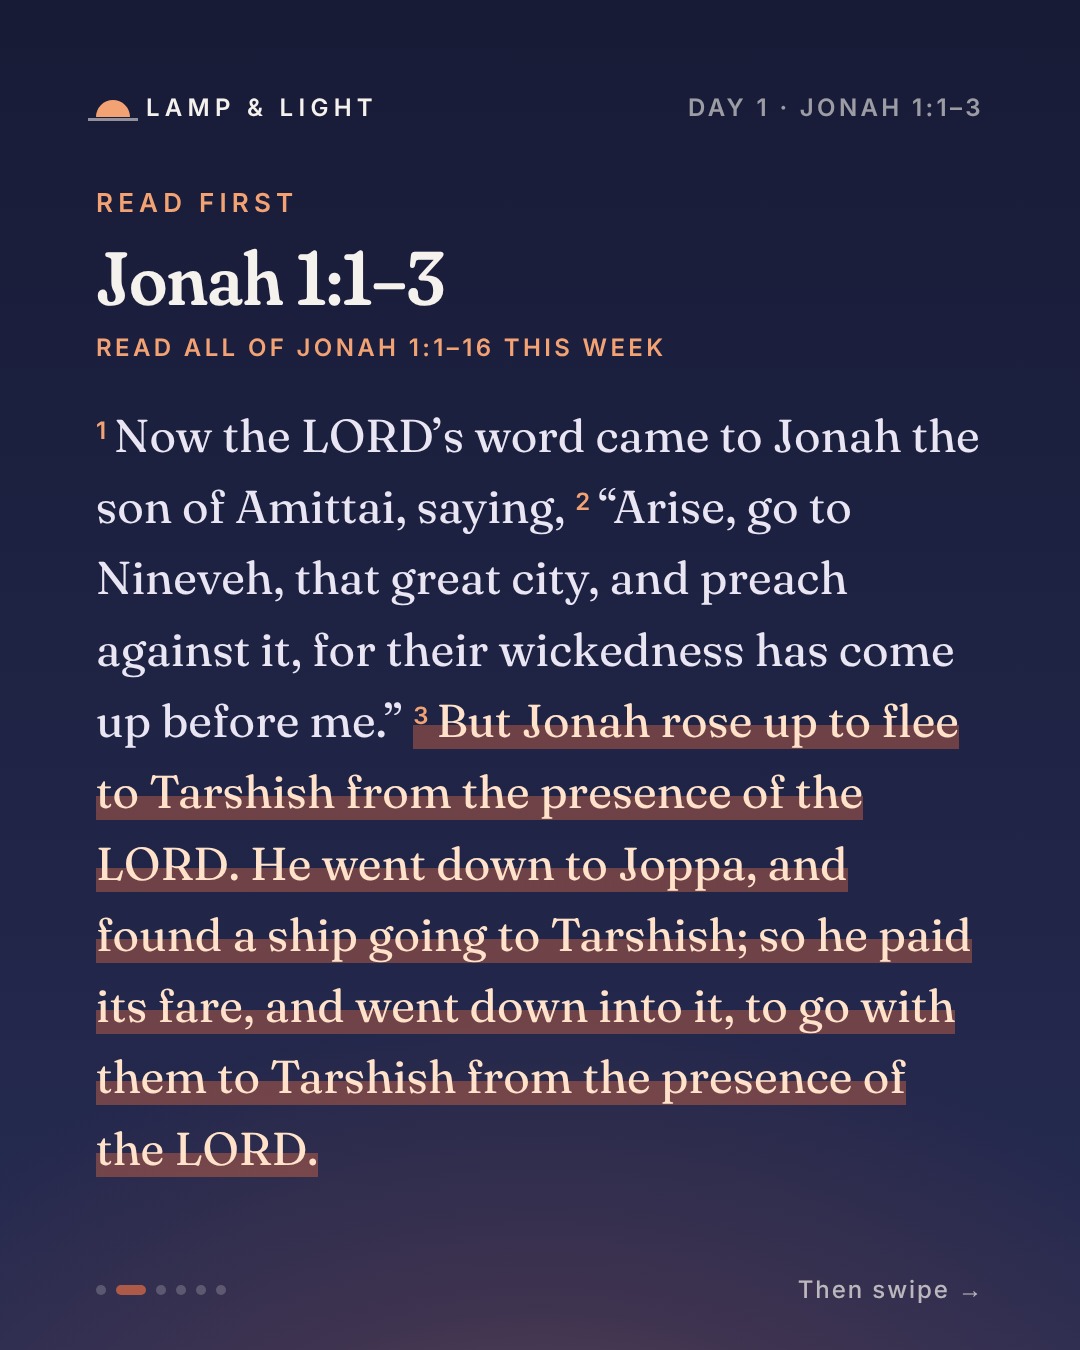 LAMP & LIGHT
DAY 1 · JONAH 1:1–3
READ FIRST
Jonah 1:1–3
READ ALL OF JONAH 1:1–16 THIS WEEK
1 Now the LORD’s word came to Jonah the
son of Amittai, saying, 2 “Arise, go to
Nineveh, that great city, and preach
against it, for their wickedness has come
up before me.” 3 But Jonah rose up to flee
to Tarshish from the presence of the
LORD. He went down to Joppa, and
found a ship going to Tarshish; so he paid
its fare, and went down into it, to go with
them to Tarshish from the presence of
the LORD.
Then swipe →